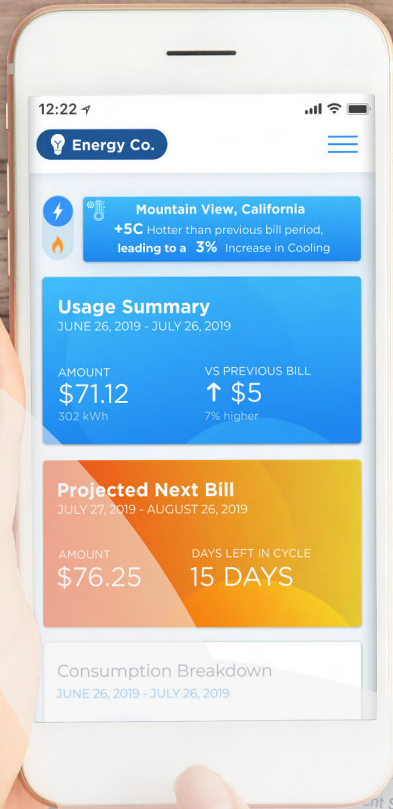 12:22
Energy Co.
Mountain View, California
+5C Hotter than previous bill period,
leading to a 3% Increase in Cooling
Usage Summary
JUNE 26, 2019 - JULY 26, 2019
AMOUNT
VS PREVIOUS BILL
$71.12
↑ $5
302 kWh
7% higher
Projected Next Bill
JULY 27, 2019 - AUGUST 26, 2019
AMOUNT
DAYS LEFT IN CYCLE
$76.25
15 DAYS
Consumption Breakdown
JUNE 26, 2019 - JULY 26, 2019